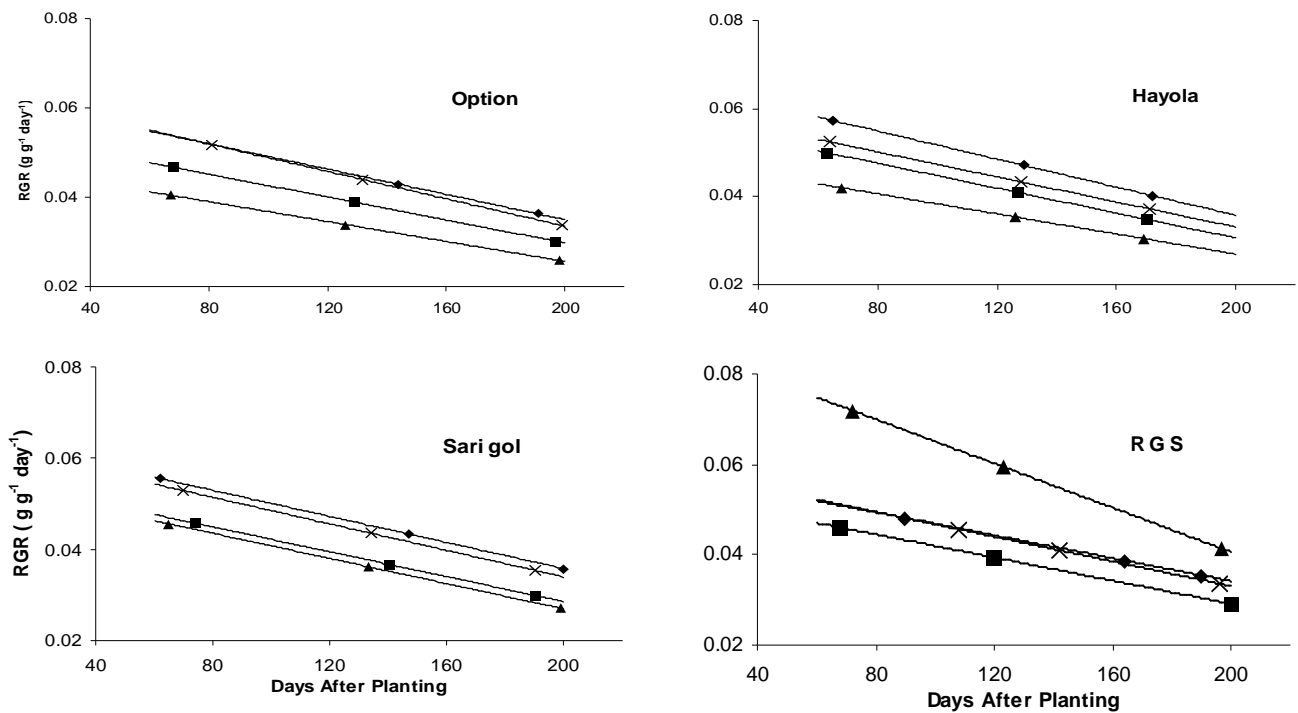 0.08
0.06
0.04
0.02
RGR (g g-1 day-1)
Option
40 80 120 160 200
0.08
0.06
0.04
0.02
Hayola
40 80 120 160 200
0.08
0.06
0.04
0.02
RGR ( g g-1 day-1)
Sari gol
40 80 120 160 200
Days After Planting
0.08
0.06
0.04
0.02
R G S
40 80 120 160 200
Days After Planting